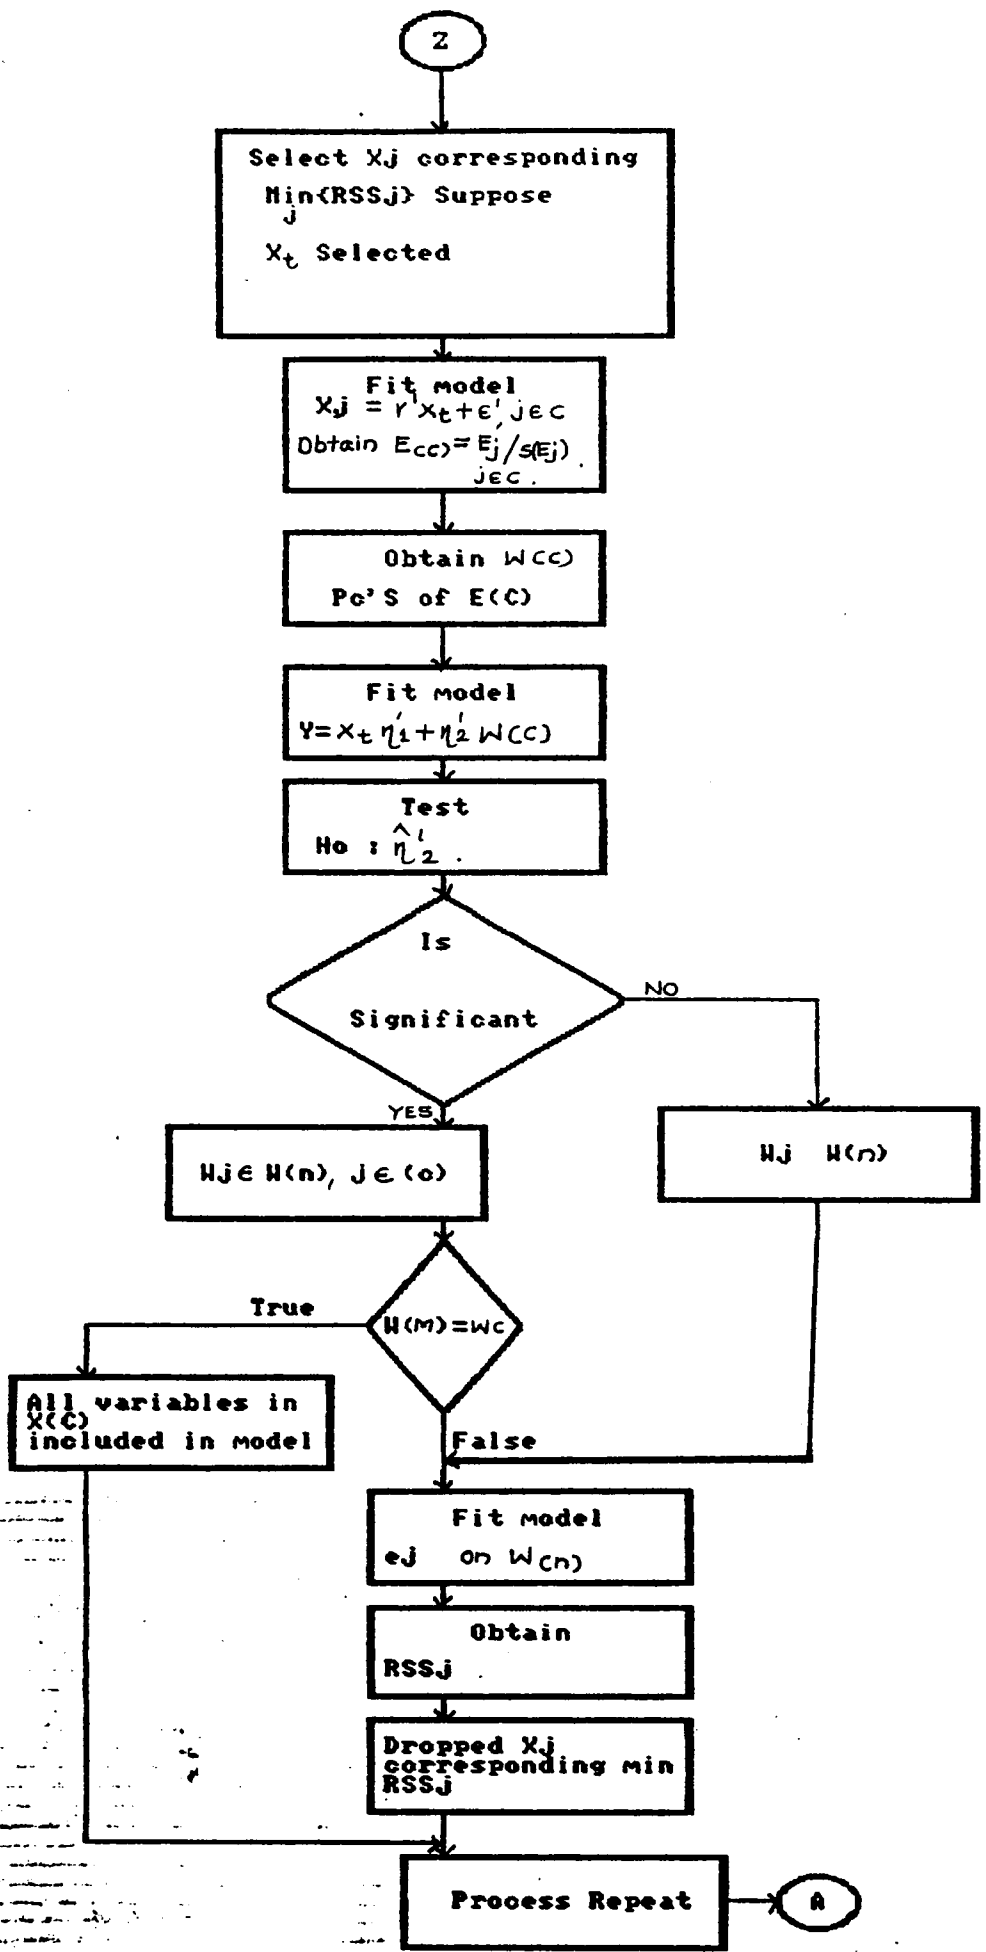 Z
Select Xj corresponding
Min{RSSj} Suppose
j
Xt Selected
Fit model
Xj = r'Xt + ε', j ε c
Obtain E(C) = E'j/s(Ej)
j ε c .
Obtain W(C)
Pc'S of E(C)
Fit model
Y = Xt η'1 + η'2 W(C)
Test
Ho : η̂'2 .
Is
Significant
NO
YES
Wj ∈ W(n), j ∈ (o)
Wj W(n)
W(M) = Wc
True
False
All variables in
X(C)
included in model
Fit model
ej on W(n)
Obtain
RSSj
Dropped Xj
corresponding min
RSSj
Process Repeat
A